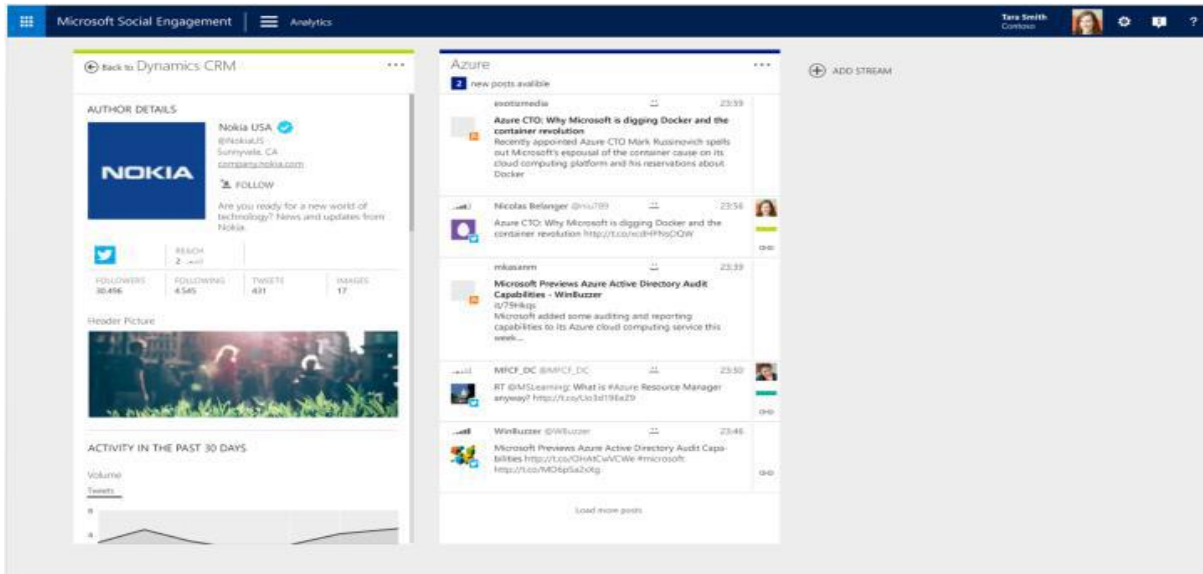 Microsoft Social Engagement
Analytics
Tara Smith
Contoso
?
Back to Dynamics CRM
AUTHOR DETAILS
NOKIA
Nokia USA
@NokiaUS
Sunnyvale, CA
company.nokia.com
FOLLOW
Are you ready for a new world of
technology? News and updates from
Nokia.
REACH
2
FOLLOWERS FOLLOWING TWEETS IMAGES
30.496 4.545 431 17
Header Picture
ACTIVITY IN THE PAST 30 DAYS
Volume
Tweets
Azure
2 new posts availible
23:59
Azure CTO: Why Microsoft is digging Docker and the
container revolution
Recently appointed Azure CTO Mark Russinovich spells
out Microsoft's espousal of the container cause on its
cloud computing platform and his reservations about
Docker
Nicolas Belanger @niu789 23:56
Azure CTO: Why Microsoft is digging Docker and the
container revolution
mkasanm 23:39
Microsoft Previews Azure Active Directory Audit
Capabilities - WinBuzzer
Microsoft added some auditing and reporting
capabilities to its Azure cloud computing service this
week...
MFCF_DC @MFCF_DC 23:50
RT @MSLearning: What is #Azure Resource Manager
anyway?
WinBuzzer @WBuzzer 23:46
Microsoft Previews Azure Active Directory Audit Capa-
bilities #microsoft
Load more posts
ADD STREAM